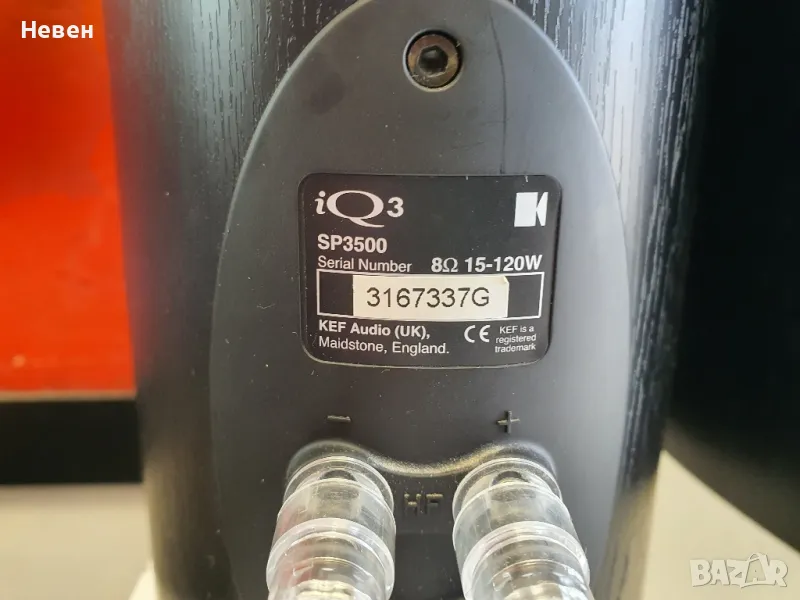 Невен
iQ3
SP3500
Serial Number 8Ω 15-120W
3167337G
KEF Audio (UK),
Maidstone, England.
CE KEF is a
registered
trademark
− +
HF
BAZAR